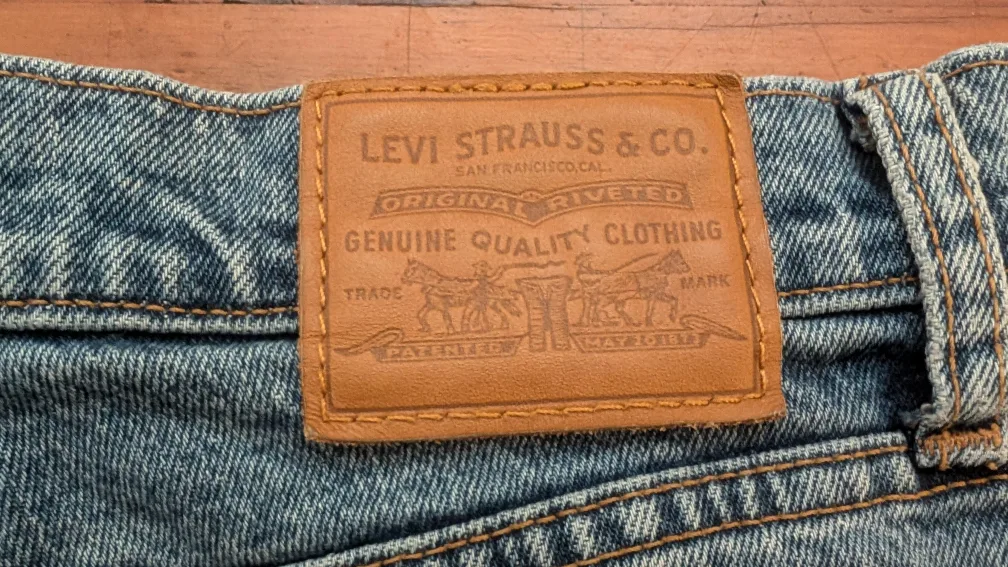 LEVI STRAUSS & CO.
SAN FRANCISCO, CAL.
ORIGINAL RIVETED
GENUINE QUALITY CLOTHING
TRADE MARK
PATENTED MAY 20 1873